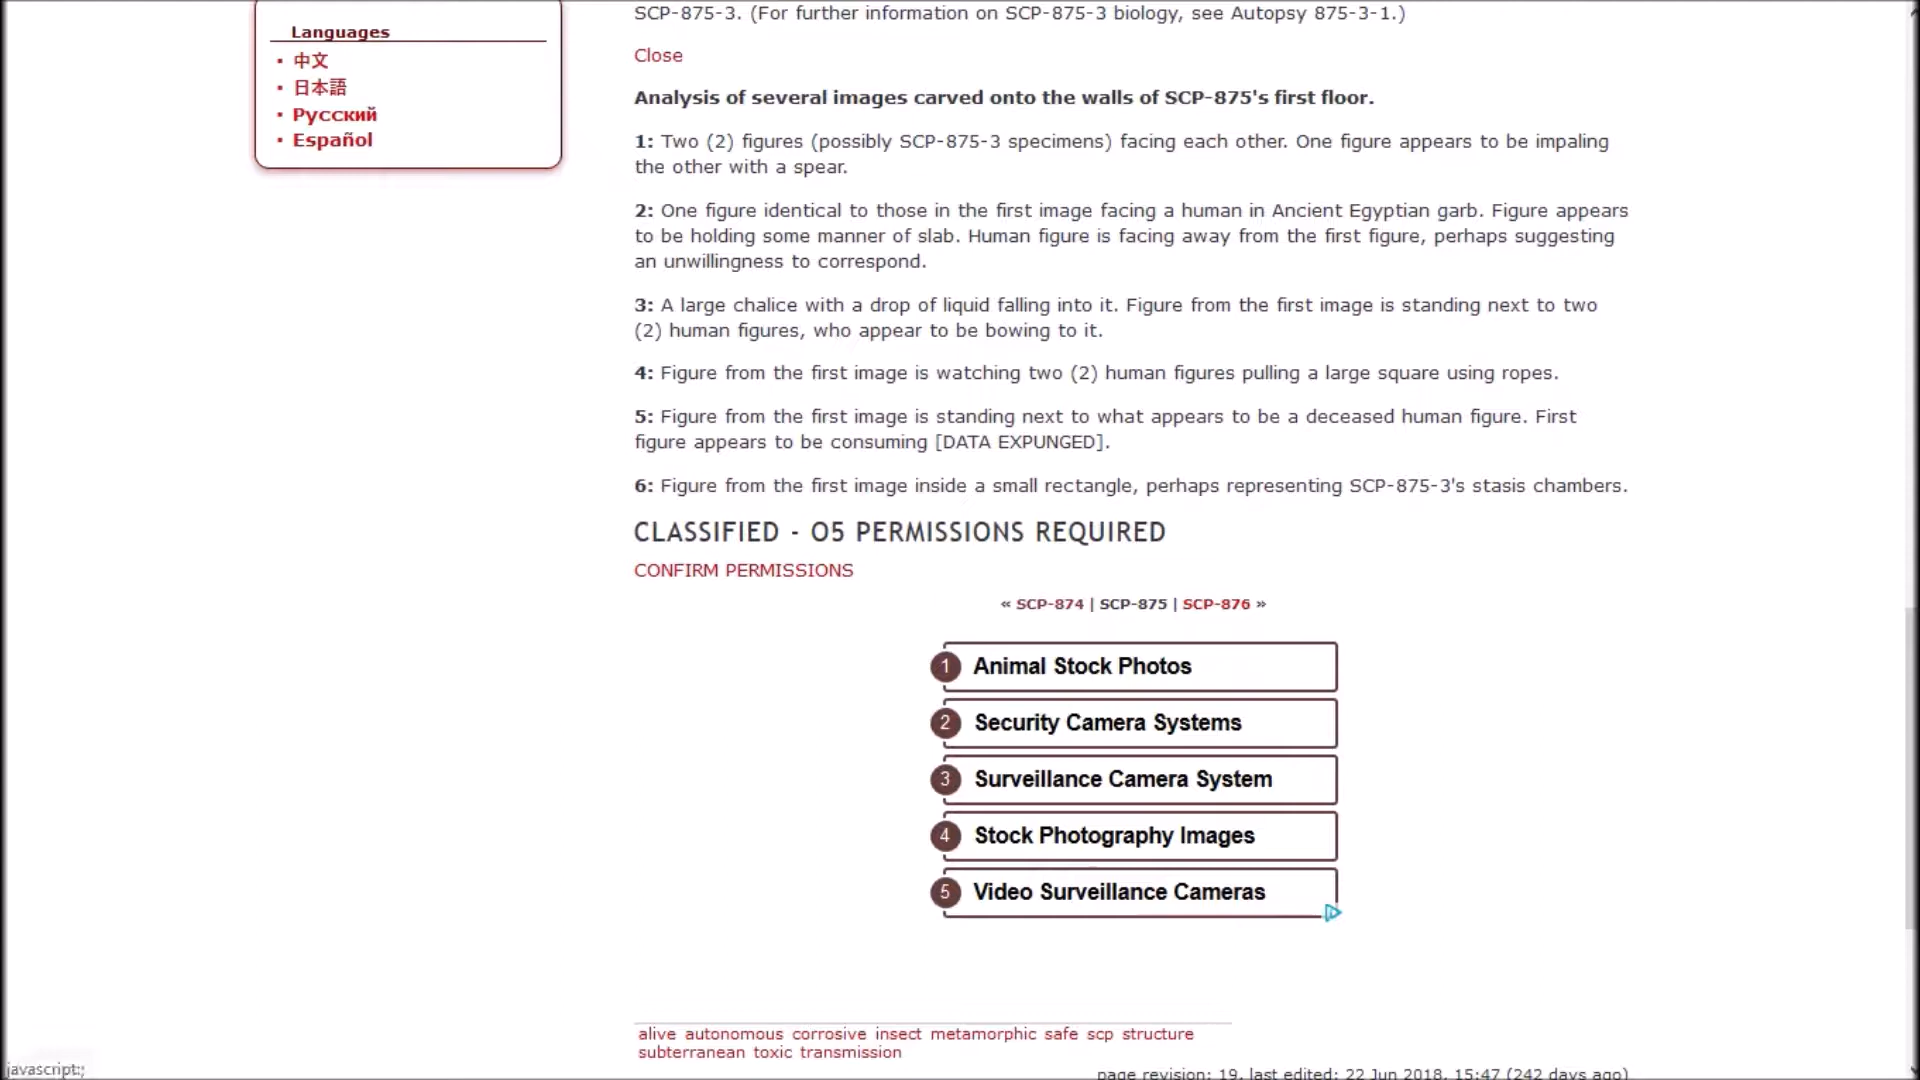 Languages
中文
日本語
Русский
Español
SCP-875-3. (For further information on SCP-875-3 biology, see Autopsy 875-3-1.)
Close
Analysis of several images carved onto the walls of SCP-875's first floor.
1: Two (2) figures (possibly SCP-875-3 specimens) facing each other. One figure appears to be impaling
the other with a spear.
2: One figure identical to those in the first image facing a human in Ancient Egyptian garb. Figure appears
to be holding some manner of slab. Human figure is facing away from the first figure, perhaps suggesting
an unwillingness to correspond.
3: A large chalice with a drop of liquid falling into it. Figure from the first image is standing next to two
(2) human figures, who appear to be bowing to it.
4: Figure from the first image is watching two (2) human figures pulling a large square using ropes.
5: Figure from the first image is standing next to what appears to be a deceased human figure. First
figure appears to be consuming [DATA EXPUNGED].
6: Figure from the first image inside a small rectangle, perhaps representing SCP-875-3's stasis chambers.
CLASSIFIED - O5 PERMISSIONS REQUIRED
CONFIRM PERMISSIONS
« SCP-874 | SCP-875 | SCP-876 »
1 Animal Stock Photos
2 Security Camera Systems
3 Surveillance Camera System
4 Stock Photography Images
5 Video Surveillance Cameras
alive autonomous corrosive insect metamorphic safe scp structure
subterranean toxic transmission
javascript:;
page revision: 19, last edited: 22 Jun 2018, 15:47 (242 days ago)